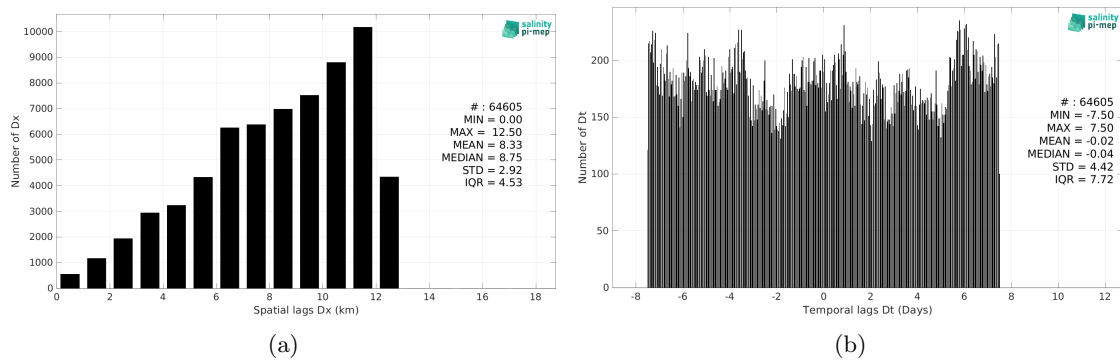 10000
9000
8000
7000
6000
5000
4000
3000
2000
1000
0
Number of Dx
0 2 4 6 8 10 12 14 16 18
Spatial lags Dx (km)
salinity
pi-mep
# : 64605
MIN = 0.00
MAX = 12.50
MEAN = 8.33
MEDIAN = 8.75
STD = 2.92
IQR = 4.53
(a)
200
150
100
50
0
Number of Dt
-8 -6 -4 -2 0 2 4 6 8 10 12
Temporal lags Dt (Days)
salinity
pi-mep
# : 64605
MIN = -7.50
MAX = 7.50
MEAN = -0.02
MEDIAN = -0.04
STD = 4.42
IQR = 7.72
(b)